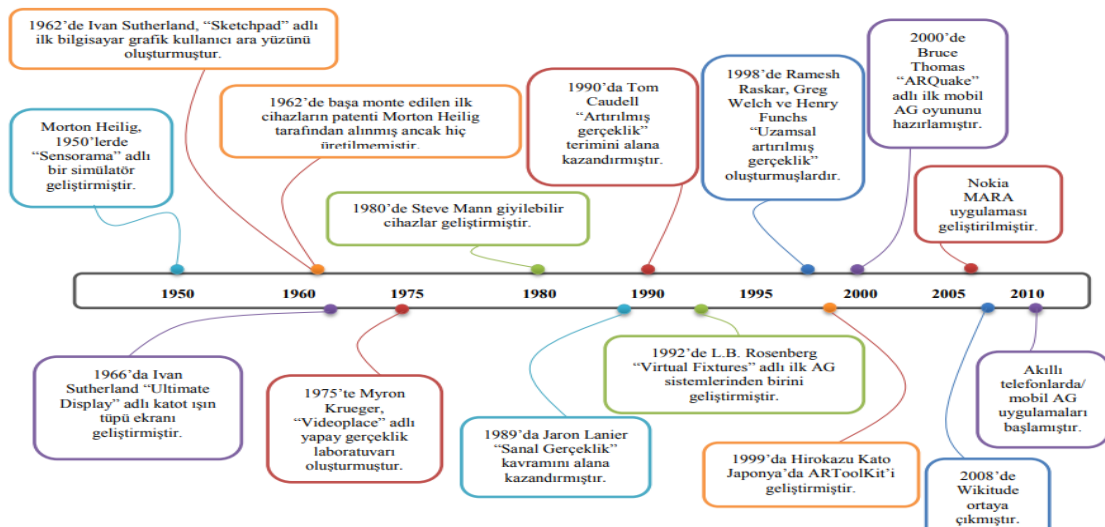 1962’de Ivan Sutherland, “Sketchpad” adlı
ilk bilgisayar grafik kullanıcı ara yüzünü
oluşturmuştur.
Morton Heilig,
1950’lerde
“Sensorama” adlı
bir simülatör
geliştirmiştir.
1962’de başa monte edilen ilk
cihazların patenti Morton Heilig
tarafından alınmış ancak hiç
üretilmemiştir.
1980’de Steve Mann giyilebilir
cihazlar geliştirmiştir.
1990’da Tom
Caudell
“Artırılmış
gerçeklik”
terimini alana
kazandırmıştır.
1998’de Ramesh
Raskar, Greg
Welch ve Henry
Funchs
“Uzamsal
artırılmış
gerçeklik”
oluşturmuşlardır.
2000’de
Bruce
Thomas
“ARQuake”
adlı ilk mobil
AG oyununu
hazırlamıştır.
Nokia
MARA
uygulaması
geliştirilmiştir.
1950 1960 1975 1980 1990 1995 2000 2005 2010
1966’da Ivan
Sutherland “Ultimate
Display” adlı katot ışın
tüpü ekranı
geliştirmiştir.
1975’te Myron
Krueger,
“Videoplace” adlı
yapay gerçeklik
laboratuvarı
oluşturmuştur.
1989’da Jaron Lanier
“Sanal Gerçeklik”
kavramını alana
kazandırmıştır.
1992’de L.B. Rosenberg
“Virtual Fixtures” adlı ilk AG
sistemlerinden birini
geliştirmiştir.
1999’da Hirokazu Kato
Japonya’da ARToolKit’i
geliştirmiştir.
2008’de
Wikitude
ortaya
çıkmıştır.
Akıllı
telefonlarda/
mobil AG
uygulamaları
başlamıştır.